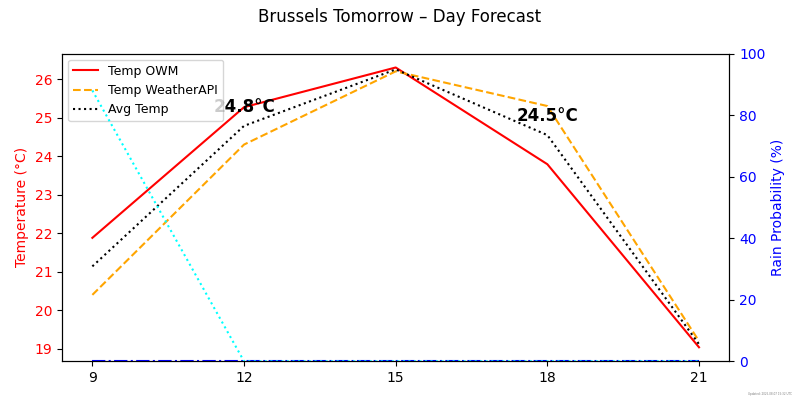 Brussels Tomorrow – Day Forecast
Temp OWM
Temp WeatherAPI
Avg Temp
24.8°C
24.5°C
Temperature (°C)
26
25
24
23
22
21
20
19
9
12
15
18
21
100
80
60
40
20
0
Rain Probability (%)